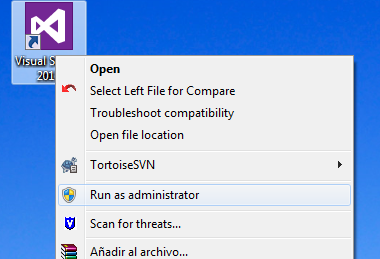 Visual S
201
Open
Select Left File for Compare
Troubleshoot compatibility
Open file location
TortoiseSVN
Run as administrator
Scan for threats...
Añadir al archivo...